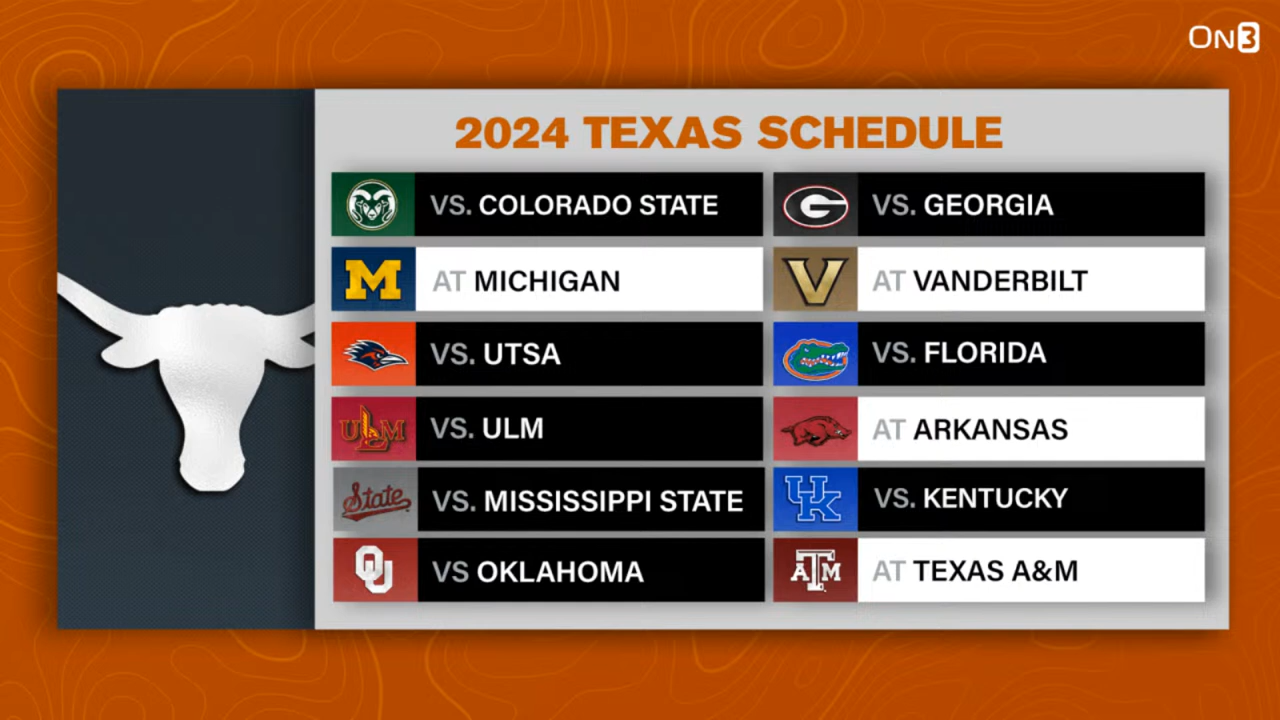 ON3
2024 TEXAS SCHEDULE
VS. COLORADO STATE
M AT MICHIGAN
VS. UTSA
ULM VS. ULM
State VS. MISSISSIPPI STATE
OU VS OKLAHOMA
G VS. GEORGIA
V AT VANDERBILT
VS. FLORIDA
AT ARKANSAS
UK VS. KENTUCKY
ATM AT TEXAS A&M